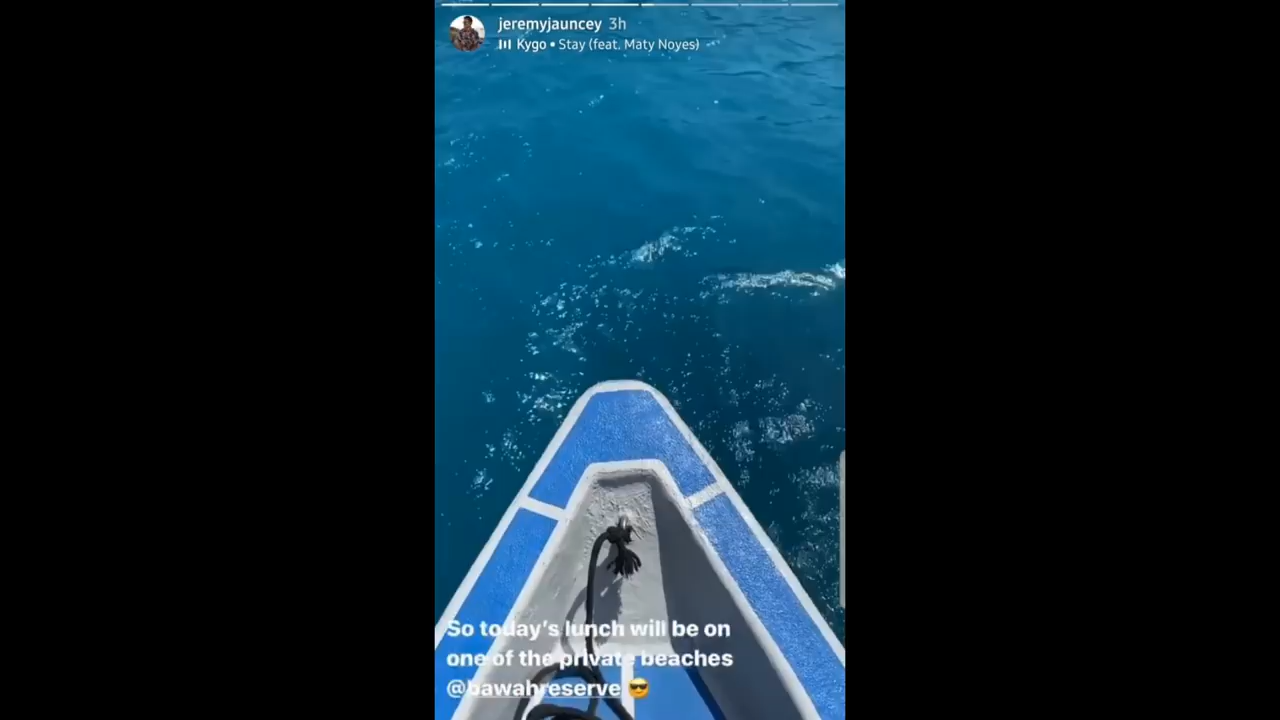 jeremyjauncey 3h
Kygo • Stay (feat. Maty Noyes)
So today's lunch will be on
one of the private beaches
@bawahreserve 😎